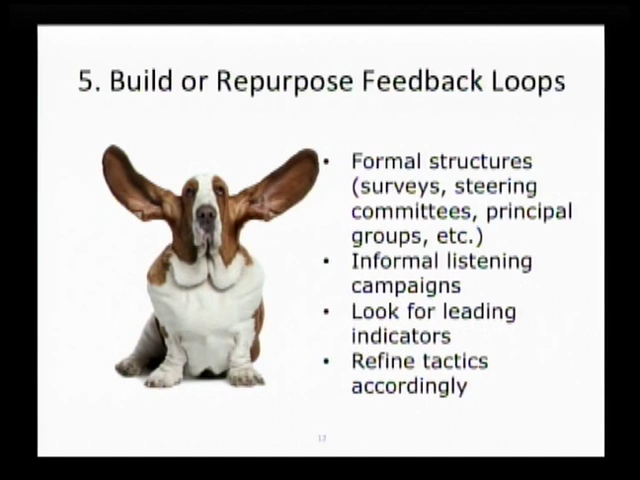 5. Build or Repurpose Feedback Loops
• Formal structures
(surveys, steering
committees, principal
groups, etc.)
• Informal listening
campaigns
• Look for leading
indicators
• Refine tactics
accordingly
17